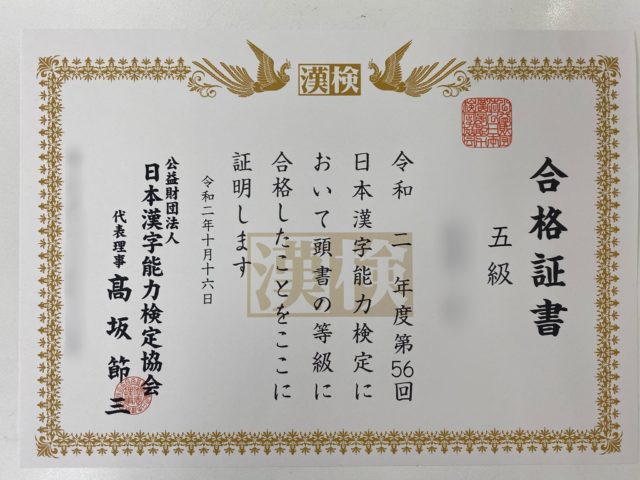 漢検
合格証書
五級
令和二年度第56回
日本漢字能力検定に
おいて頭書の等級に
合格したことをここに
証明します
漢検
令和二年十月十六日
公益財団法人
日本漢字能力検定協会
代表理事 髙坂節三